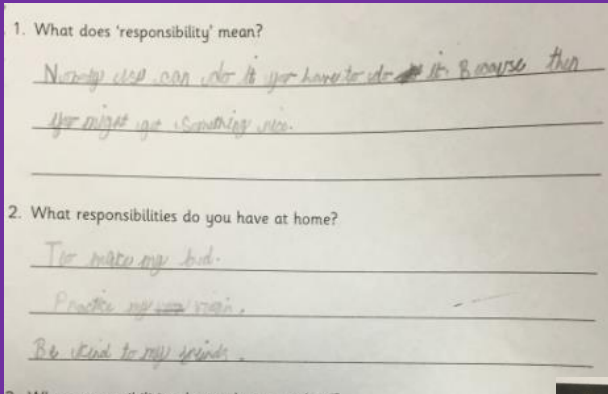 1. What does 'responsibility' mean?
Nobody else can do it you have to do it. Because then
You might get something nice.
2. What responsibilities do you have at home?
To make my bed.
Practice my
Be kind to my friends.